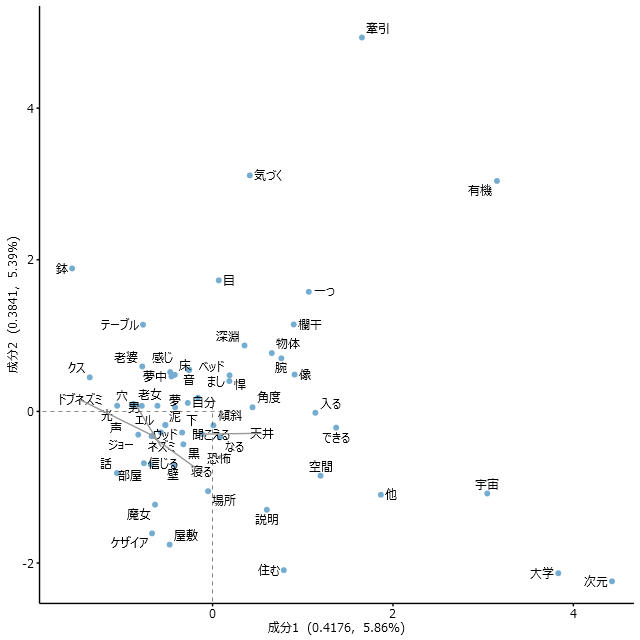 牽引
4
気づく
有機
2
鉢
目
一つ
テーブル
欄干
深淵
物体
老婆
感じ
床
ベッド
腕
クス
夢中
音
まし
惺
像
ドブネズミ
穴
老女
夢
自分
角度
入る
0
光
男
エル
泥
下
傾斜
声
ウッド
聞こえる
天井
できる
ジョー
ネズミ
黒
なる
恐怖
話
信じる
寝る
空間
部屋
壁
宇宙
場所
他
魔女
説明
ケザイア
屋敷
住む
大学
次元
-2
0
2
4
成分1 (0.4176, 5.86%)
成分2 (0.3841, 5.39%)